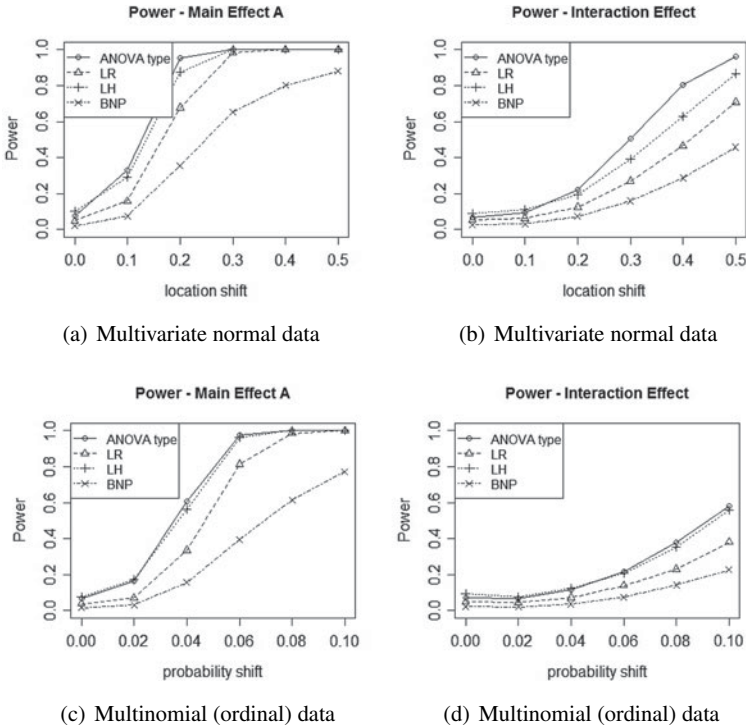 Power - Main Effect A
Power
1.0
0.8
0.6
0.4
0.2
0.0
ANOVA type
LR
LH
BNP
0.0 0.1 0.2 0.3 0.4 0.5
location shift
(a) Multivariate normal data
Power - Interaction Effect
Power
1.0
0.8
0.6
0.4
0.2
0.0
ANOVA type
LR
LH
BNP
0.0 0.1 0.2 0.3 0.4 0.5
location shift
(b) Multivariate normal data
Power - Main Effect A
Power
1.0
0.8
0.6
0.4
0.2
0.0
ANOVA type
LR
LH
BNP
0.00 0.02 0.04 0.06 0.08 0.10
probability shift
(c) Multinomial (ordinal) data
Power - Interaction Effect
Power
1.0
0.8
0.6
0.4
0.2
0.0
ANOVA type
LR
LH
BNP
0.00 0.02 0.04 0.06 0.08 0.10
probability shift
(d) Multinomial (ordinal) data